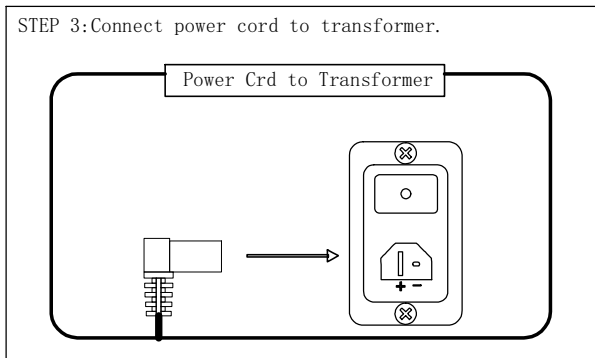 STEP 3:Connect power cord to transformer.
Power Crd to Transformer
+ −